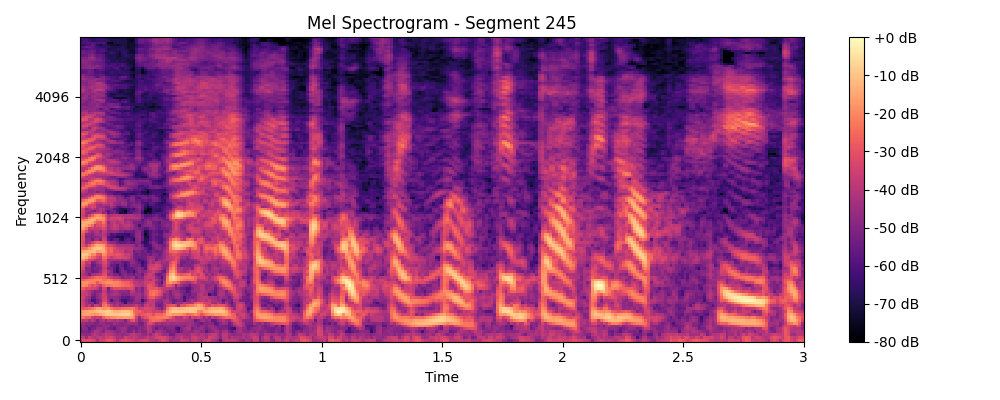 Mel Spectrogram - Segment 245
+0 dB
-10 dB
-20 dB
-30 dB
-40 dB
-50 dB
-60 dB
-70 dB
-80 dB
Frequency
4096
2048
1024
512
0
0 0.5 1 1.5 2 2.5 3
Time